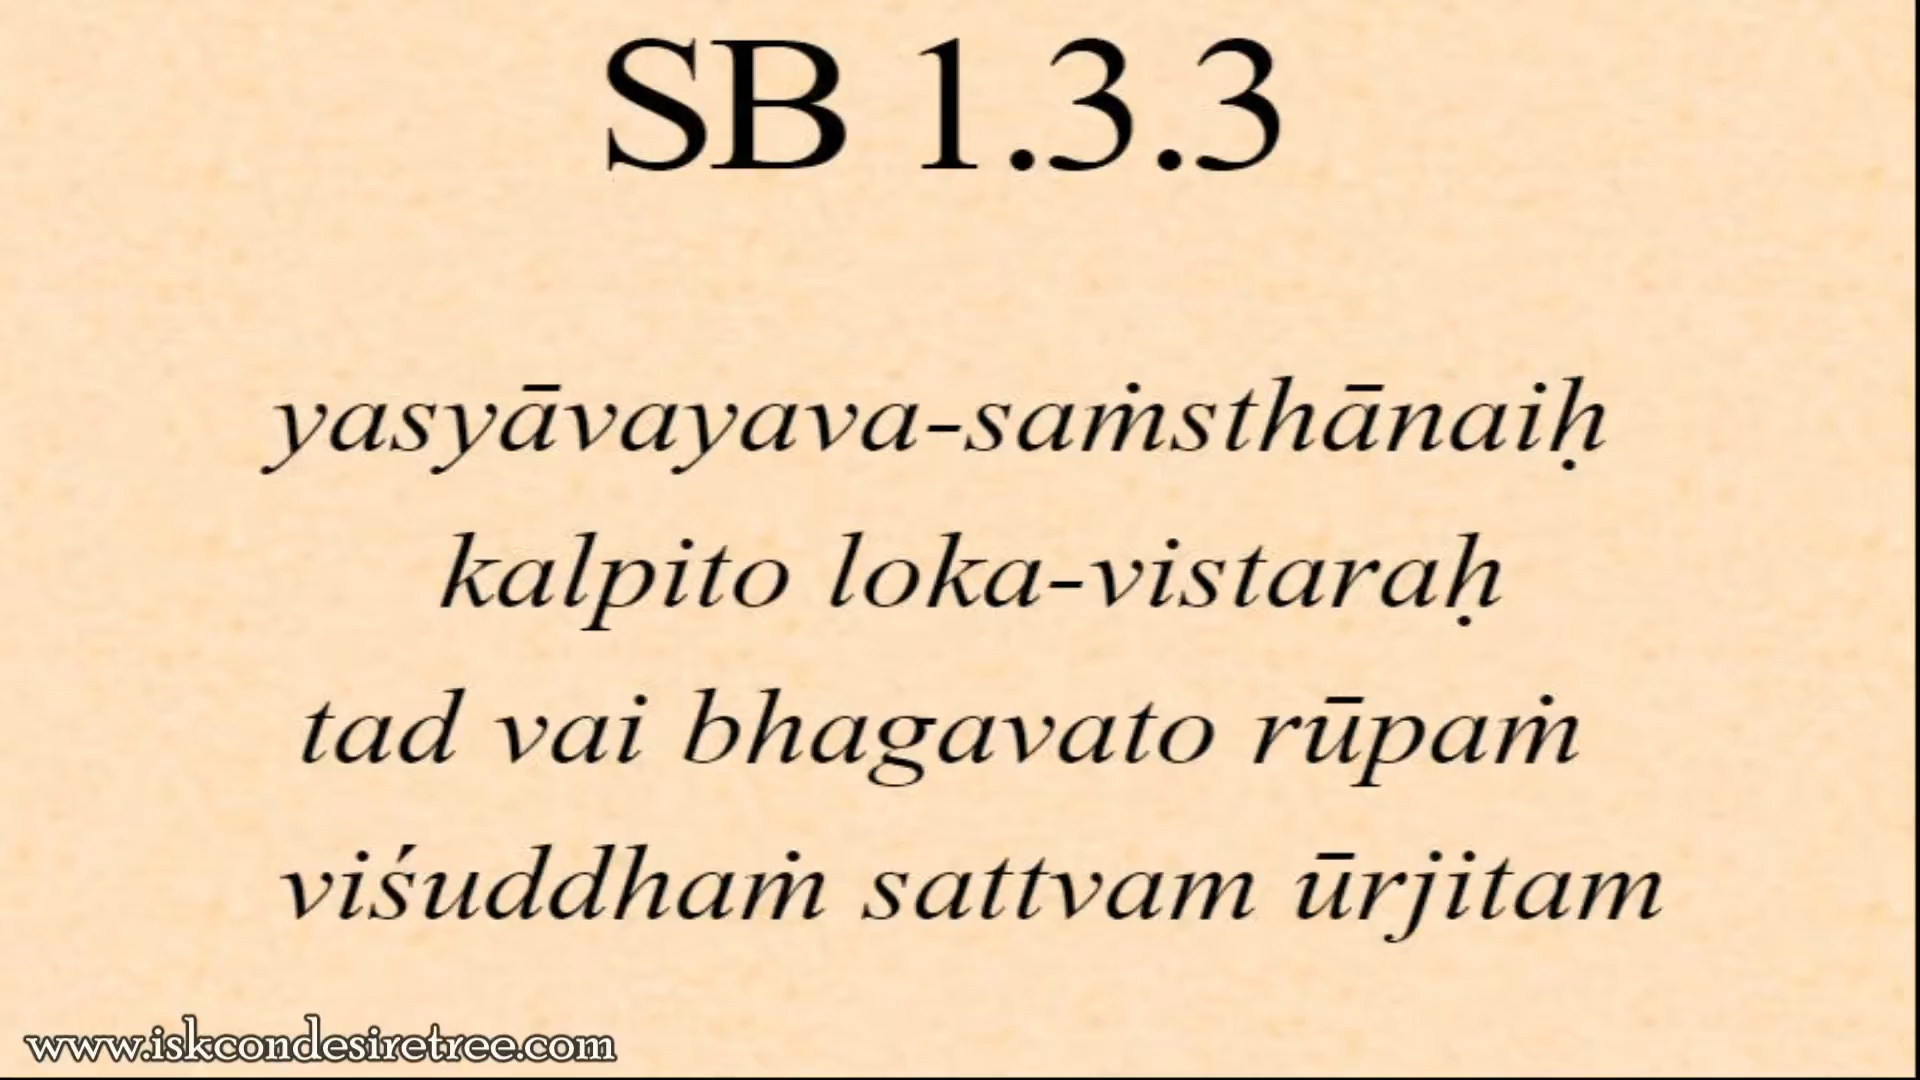 SB 1.3.3
yasyāvayava-saṁsthānaiḥ
kalpito loka-vistaraḥ
tad vai bhagavato rūpaṁ
viśuddhaṁ sattvam ūrjitam
www.iskcondesiretree.com